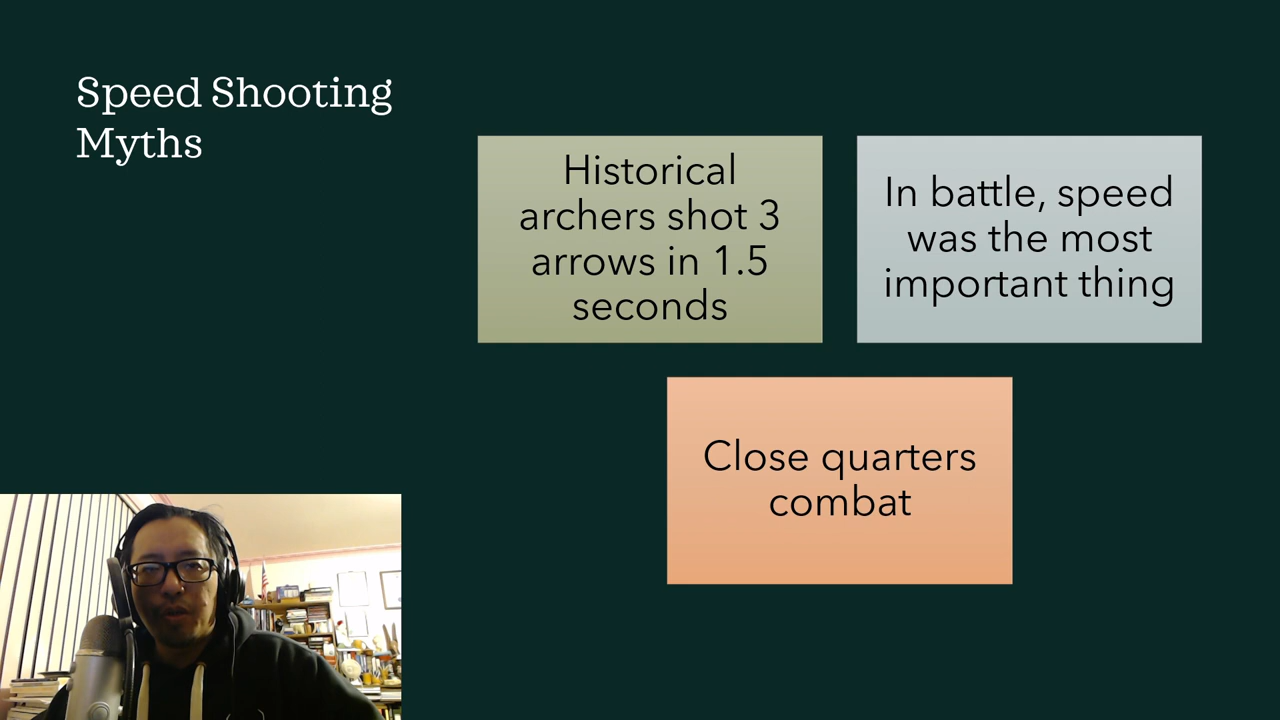 Speed Shooting
Myths
Historical
archers shot 3
arrows in 1.5
seconds
In battle, speed
was the most
important thing
Close quarters
combat